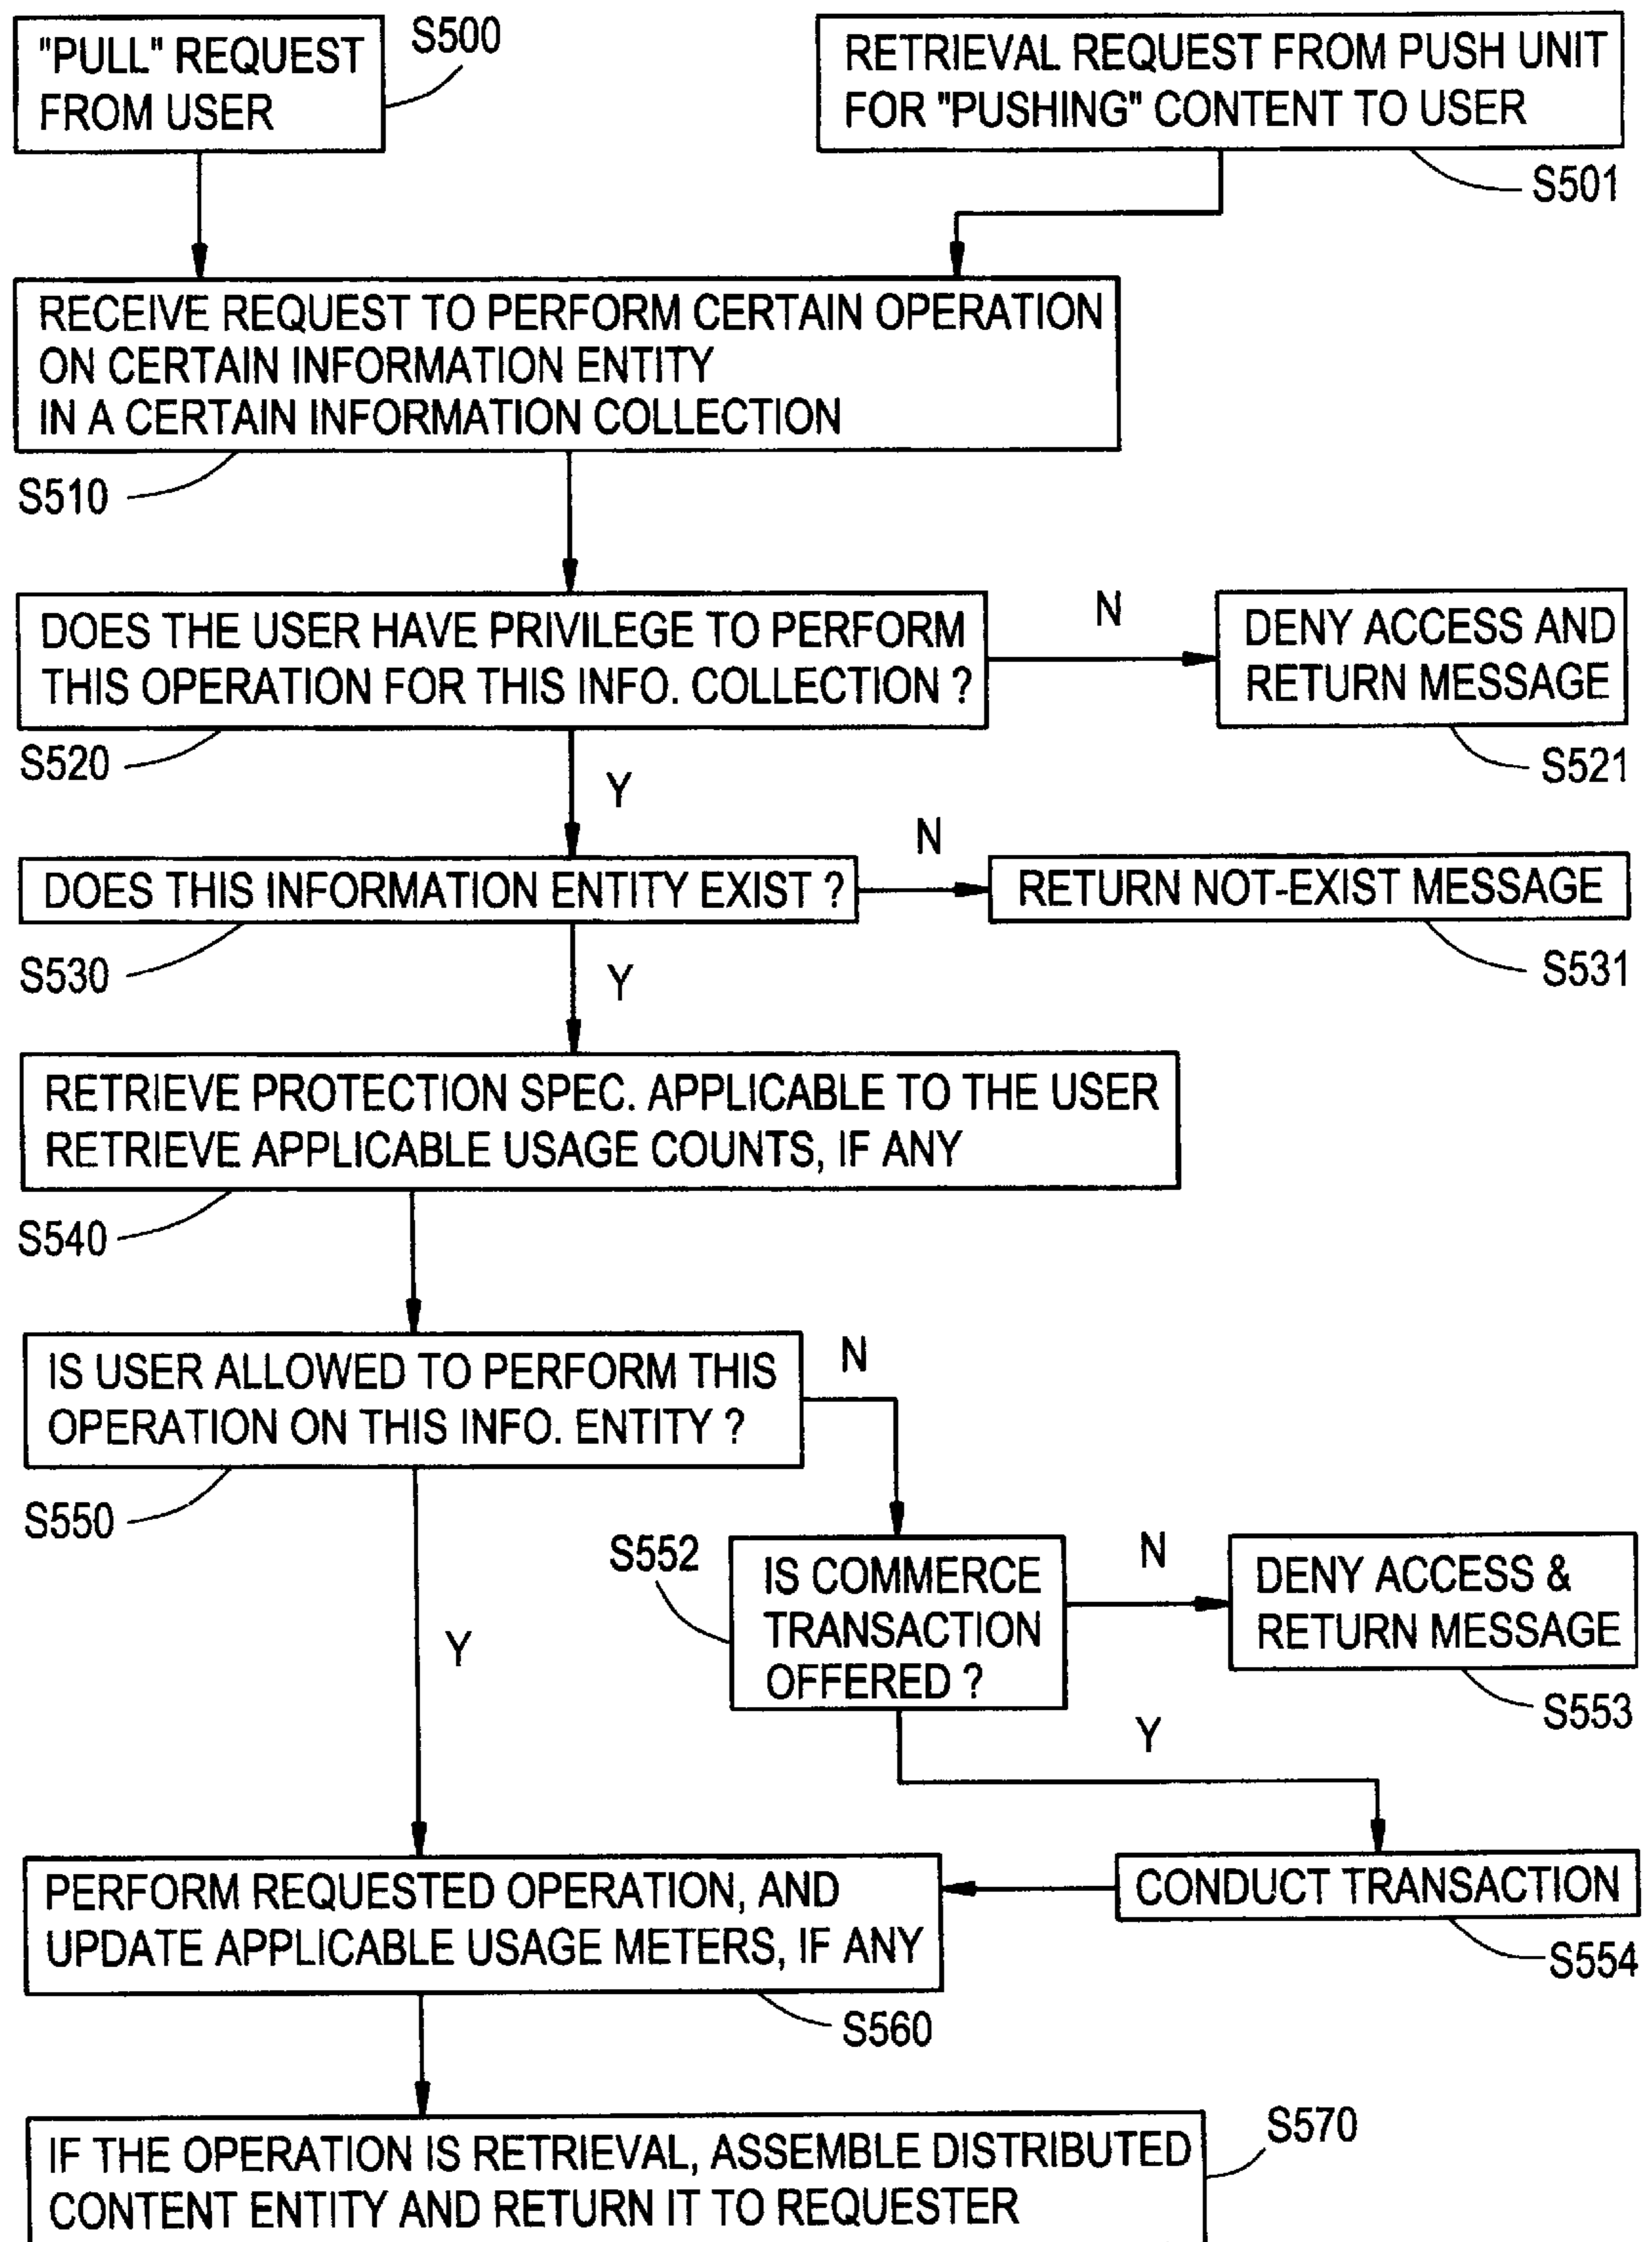 "PULL" REQUEST
FROM USER
S500
RETRIEVAL REQUEST FROM PUSH UNIT
FOR "PUSHING" CONTENT TO USER
S501
RECEIVE REQUEST TO PERFORM CERTAIN OPERATION
ON CERTAIN INFORMATION ENTITY
IN A CERTAIN INFORMATION COLLECTION
S510
DOES THE USER HAVE PRIVILEGE TO PERFORM
THIS OPERATION FOR THIS INFO. COLLECTION ?
S520
N
DENY ACCESS AND
RETURN MESSAGE
S521
Y
DOES THIS INFORMATION ENTITY EXIST ?
S530
N
RETURN NOT-EXIST MESSAGE
S531
Y
RETRIEVE PROTECTION SPEC. APPLICABLE TO THE USER
RETRIEVE APPLICABLE USAGE COUNTS, IF ANY
S540
IS USER ALLOWED TO PERFORM THIS
OPERATION ON THIS INFO. ENTITY ?
S550
N
S552
IS COMMERCE
TRANSACTION
OFFERED ?
N
DENY ACCESS &
RETURN MESSAGE
S553
Y
Y
CONDUCT TRANSACTION
S554
PERFORM REQUESTED OPERATION, AND
UPDATE APPLICABLE USAGE METERS, IF ANY
S560
IF THE OPERATION IS RETRIEVAL, ASSEMBLE DISTRIBUTED
CONTENT ENTITY AND RETURN IT TO REQUESTER
S570